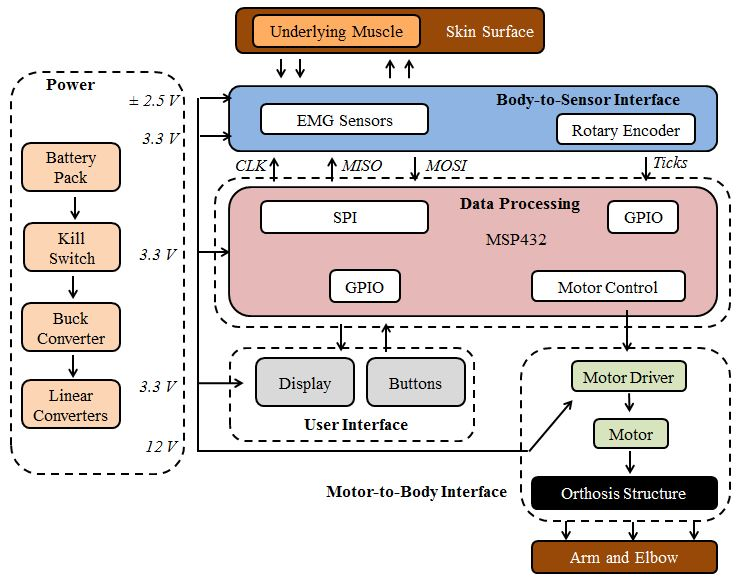 Underlying Muscle
Skin Surface
Power
± 2.5 V
Body-to-Sensor Interface
EMG Sensors
Rotary Encoder
3.3 V
Battery
Pack
CLK
MISO
MOSI
Ticks
Data Processing
SPI
GPIO
MSP432
Kill
Switch
3.3 V
GPIO
Motor Control
Buck
Converter
Linear
Converters
3.3 V
Display
Buttons
User Interface
Motor Driver
12 V
Motor
Motor-to-Body Interface
Orthosis Structure
Arm and Elbow